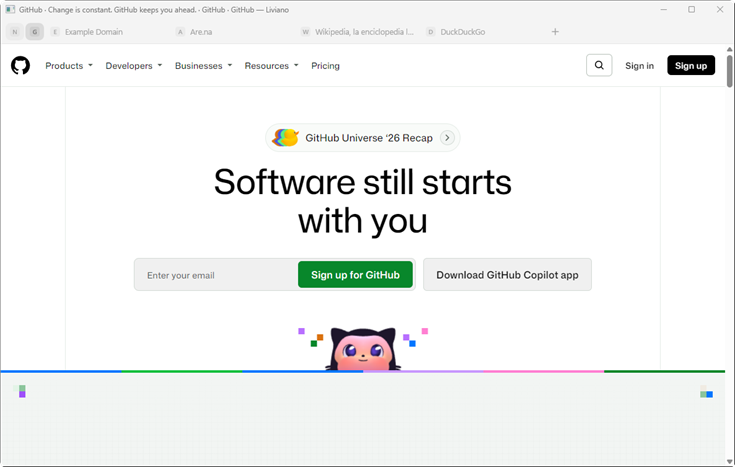 GitHub · Change is constant. GitHub keeps you ahead. · GitHub · GitHub — Liviano
N G E Example Domain A Are.na W Wikipedia, la enciclopedia l... D DuckDuckGo +
Products Developers Businesses Resources Pricing Sign in Sign up
GitHub Universe ‘26 Recap
Software still starts
with you
Enter your email Sign up for GitHub Download GitHub Copilot app